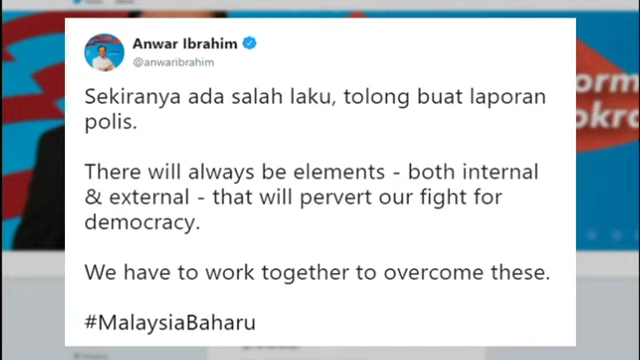 Anwar Ibrahim
@anwaribrahim
Sekiranya ada salah laku, tolong buat laporan
polis.
There will always be elements - both internal
& external - that will pervert our fight for
democracy.
We have to work together to overcome these.
#MalaysiaBaharu